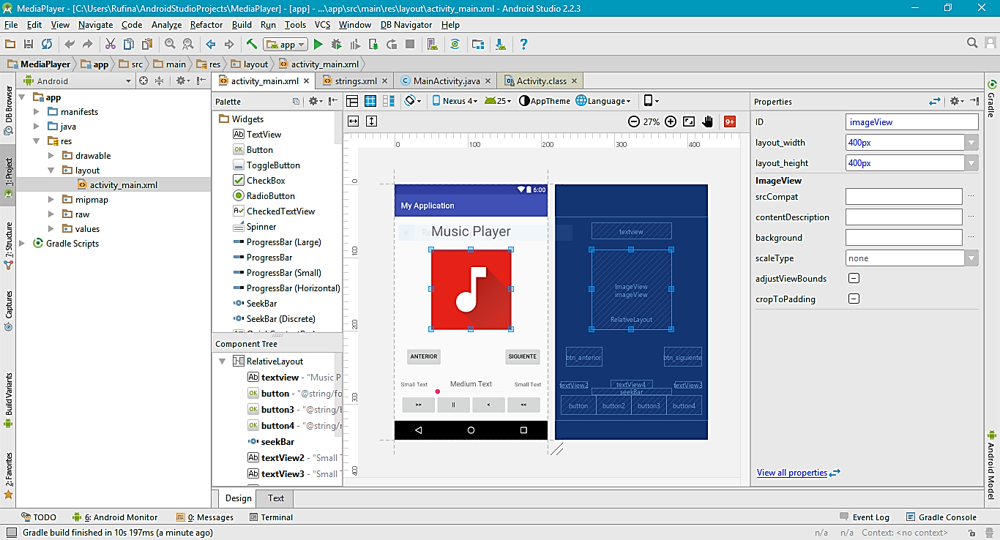 MediaPlayer - [C:\Users\Rufina\AndroidStudioProjects\MediaPlayer] - [app] - ...\app\src\main\res\layout\activity_main.xml - Android Studio 2.2.3
File Edit View Navigate Code Analyze Refactor Build Run Tools VCS Window DB Navigator Help
app
MediaPlayer app src main res layout activity_main.xml
Android
activity_main.xml strings.xml MainActivity.java Activity.class
DB Browser
1: Project
7: Structure
Captures
Build Variants
2: Favorites
app
manifests
java
res
drawable
layout
activity_main.xml
mipmap
raw
values
Gradle Scripts
Palette
Widgets
TextView
Button
ToggleButton
CheckBox
RadioButton
CheckedTextView
Spinner
ProgressBar (Large)
ProgressBar
ProgressBar (Small)
ProgressBar (Horizontal)
SeekBar
SeekBar (Discrete)
Component Tree
RelativeLayout
textview - "Music P
button - "@string/fo
button3 - "@string/b
button4 - "@string/r
seekBar
textView2 - "Small T
textView3 - "Small T
Nexus 4 25 AppTheme Language
27% 9+
0 100 200 300 400
0
100
200
300
400
6:00
My Application
Music Player
ANTERIOR SIGUIENTE
Small Text Medium Text Small Text
>> || < <<
textview
ImageView
imageView
RelativeLayout
btn_anterior btn_siguiente
textView2 textView4 textView3
seekBar
button button2 button3 button4
Properties
ID imageView
layout_width 400px
layout_height 400px
ImageView
srcCompat ...
contentDescription ...
background ...
scaleType none
adjustViewBounds
cropToPadding
View all properties
Gradle
Android Model
Design Text
TODO 6: Android Monitor 0: Messages Terminal Event Log Gradle Console
Gradle build finished in 10s 197ms (a minute ago) n/a n/a Context: <no context>